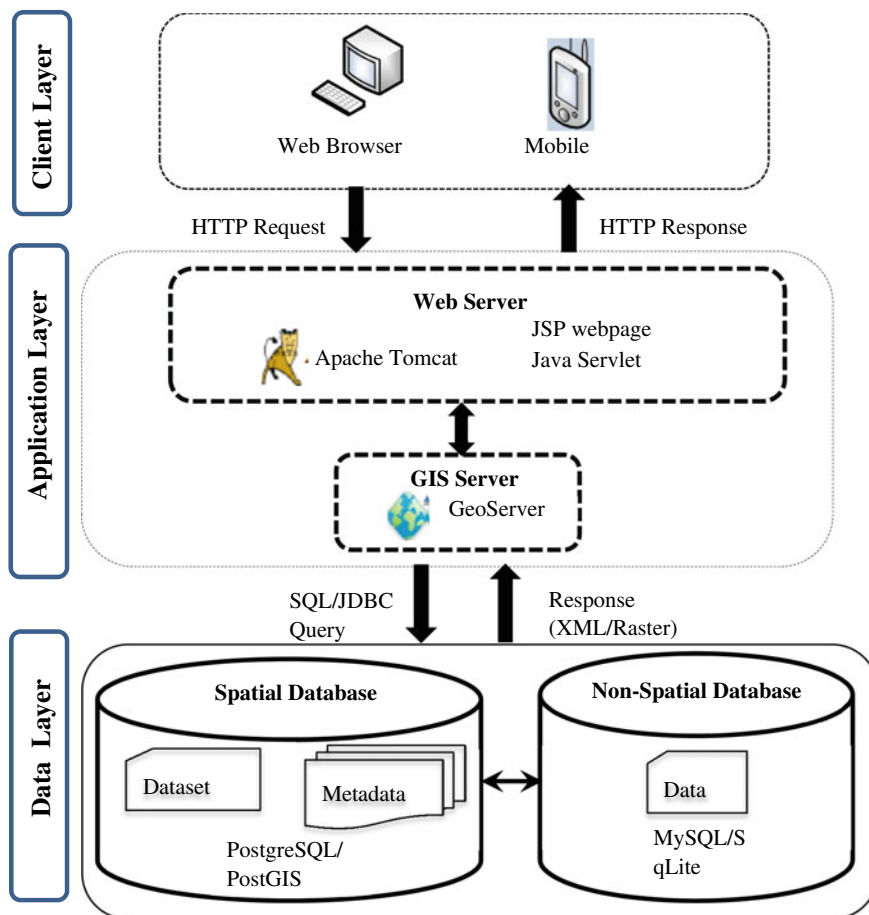 Client Layer
Web Browser
Mobile
HTTP Request
HTTP Response
Application Layer
Web Server
Apache Tomcat
JSP webpage
Java Servlet
GIS Server
GeoServer
SQL/JDBC
Query
Response
(XML/Raster)
Data Layer
Spatial Database
Dataset
Metadata
PostgreSQL/
PostGIS
Non-Spatial Database
Data
MySQL/S
qLite